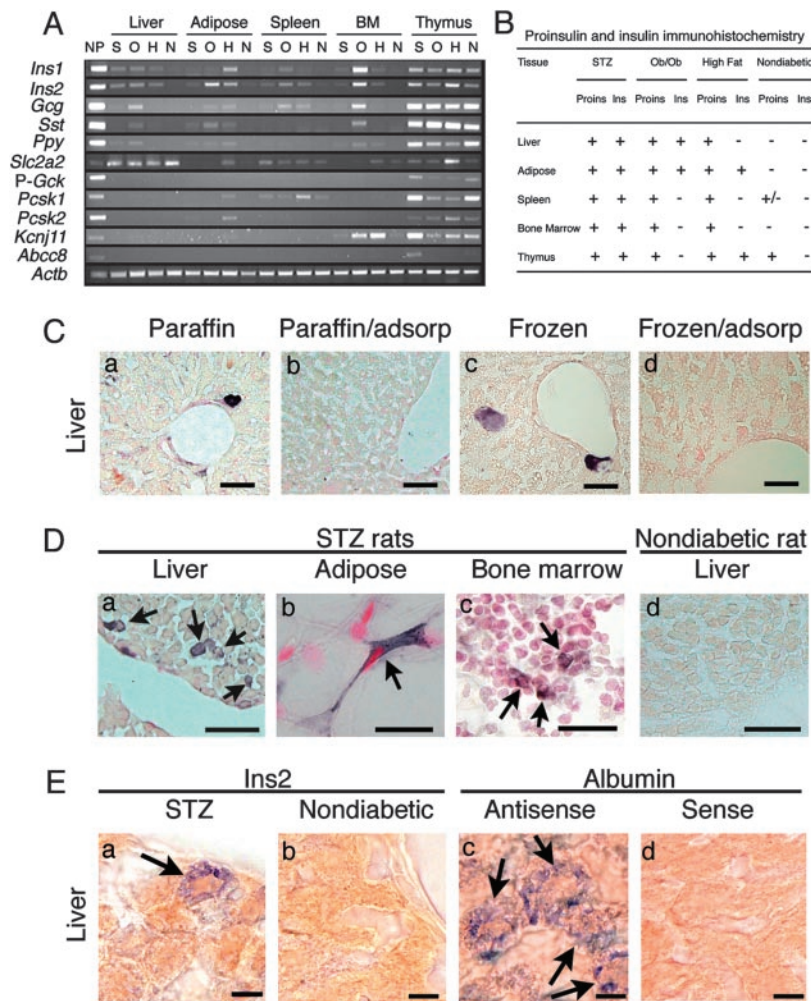 A
Liver Adipose Spleen BM Thymus
NP S O H N S O H N S O H N S O H N S O H N
Ins1
Ins2
Gcg
Sst
Ppy
Slc2a2
P-Gck
Pcsk1
Pcsk2
Kcnj11
Abcc8
Actb
B
Proinsulin and insulin immunohistochemistry
Tissue STZ Ob/Ob High Fat Nondiabetic
Proins Ins Proins Ins Proins Ins Proins Ins
Liver + + + + + - - -
Adipose + + + + + + - -
Spleen + + + - + - +/- -
Bone Marrow + + + - + - - -
Thymus + + + - + + + -
C
Paraffin Paraffin/adsorp Frozen Frozen/adsorp
Liver
a b c d
D
STZ rats Nondiabetic rat
Liver Adipose Bone marrow Liver
a b c d
E
Ins2 Albumin
STZ Nondiabetic Antisense Sense
Liver
a b c d